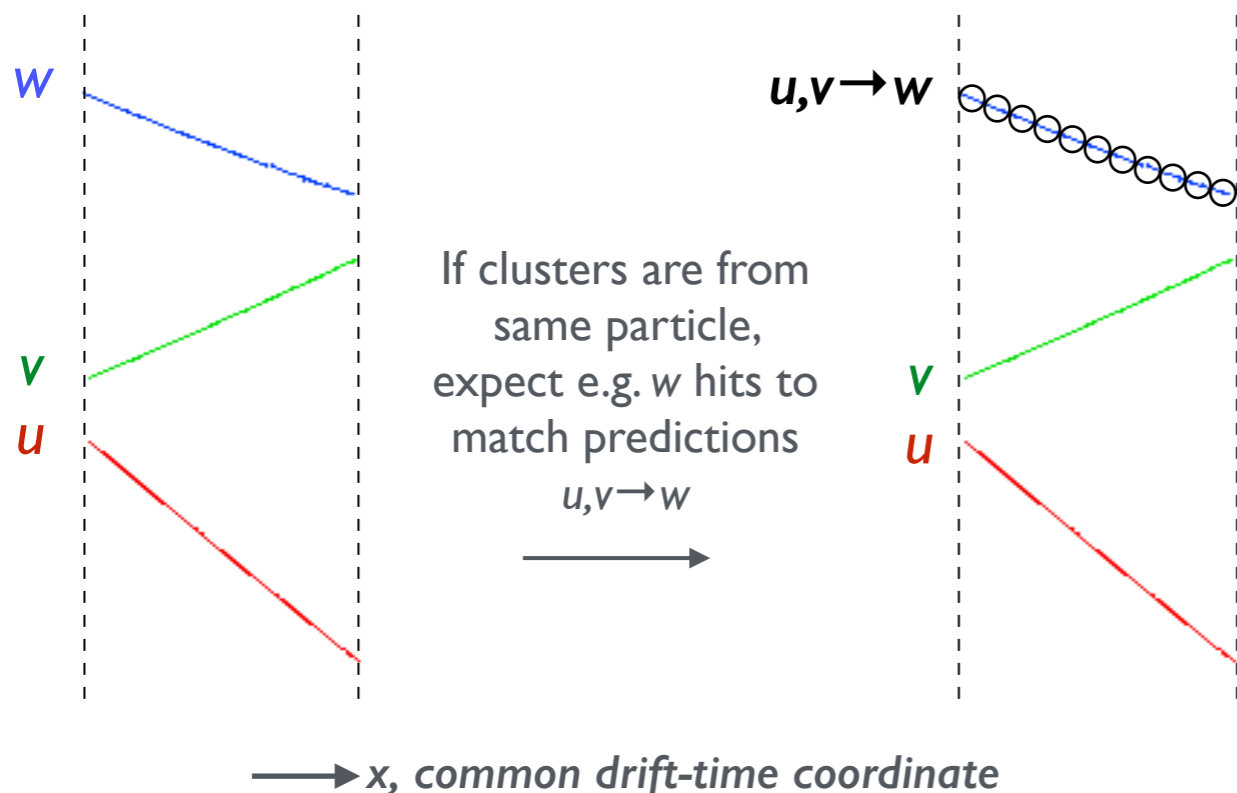 w
v
u
If clusters are from
same particle,
expect e.g. w hits to
match predictions
u,v→w
u,v→w
v
u
x, common drift-time coordinate